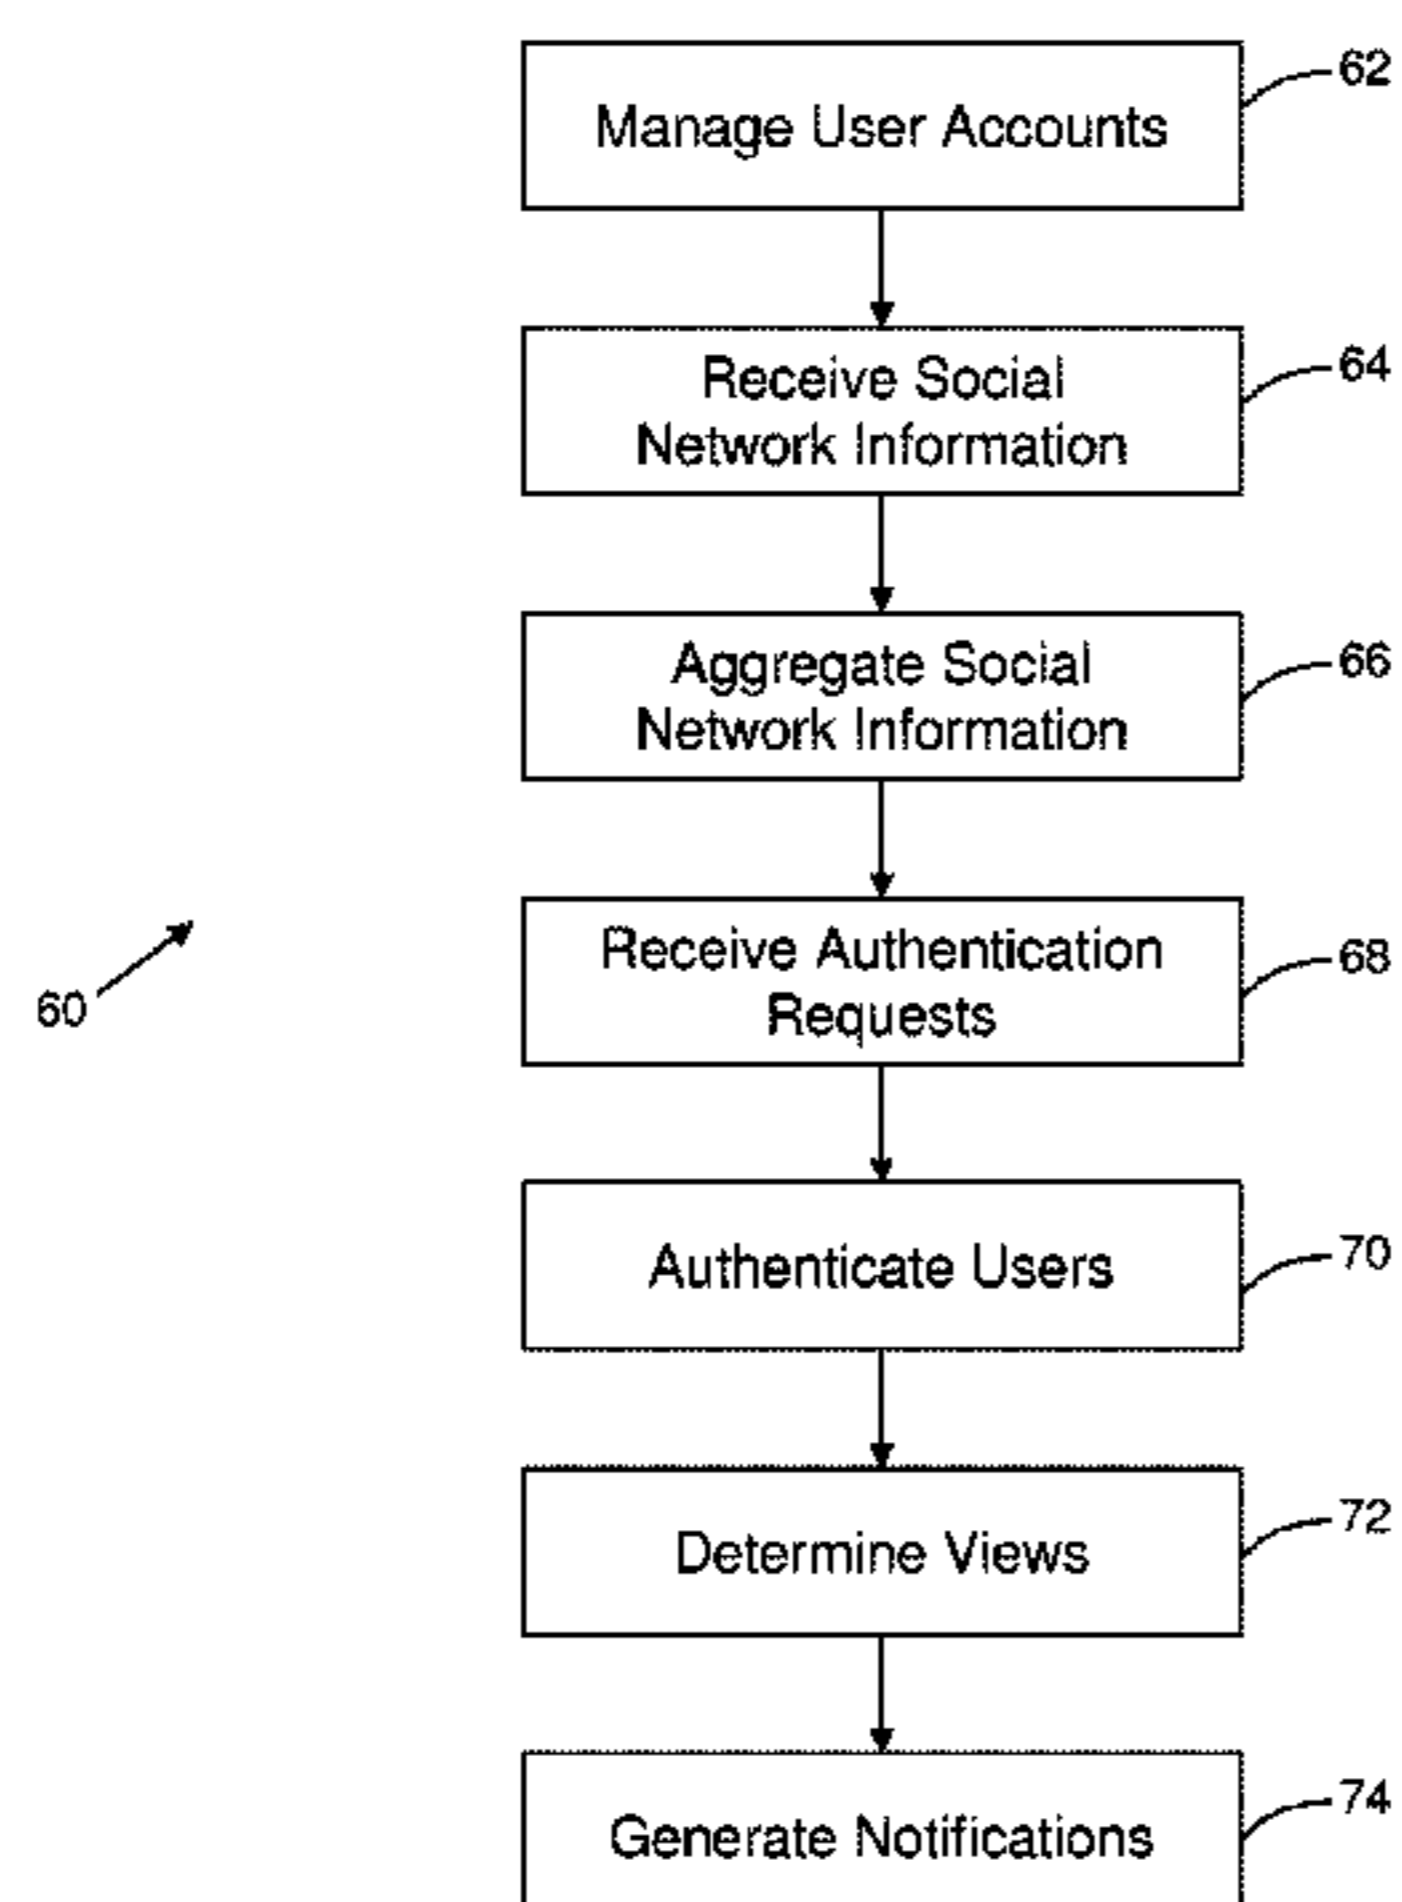 Manage User Accounts
62
Receive Social
Network Information
64
Aggregate Social
Network Information
66
Receive Authentication
Requests
68
60
Authenticate Users
70
Determine Views
72
Generate Notifications
74